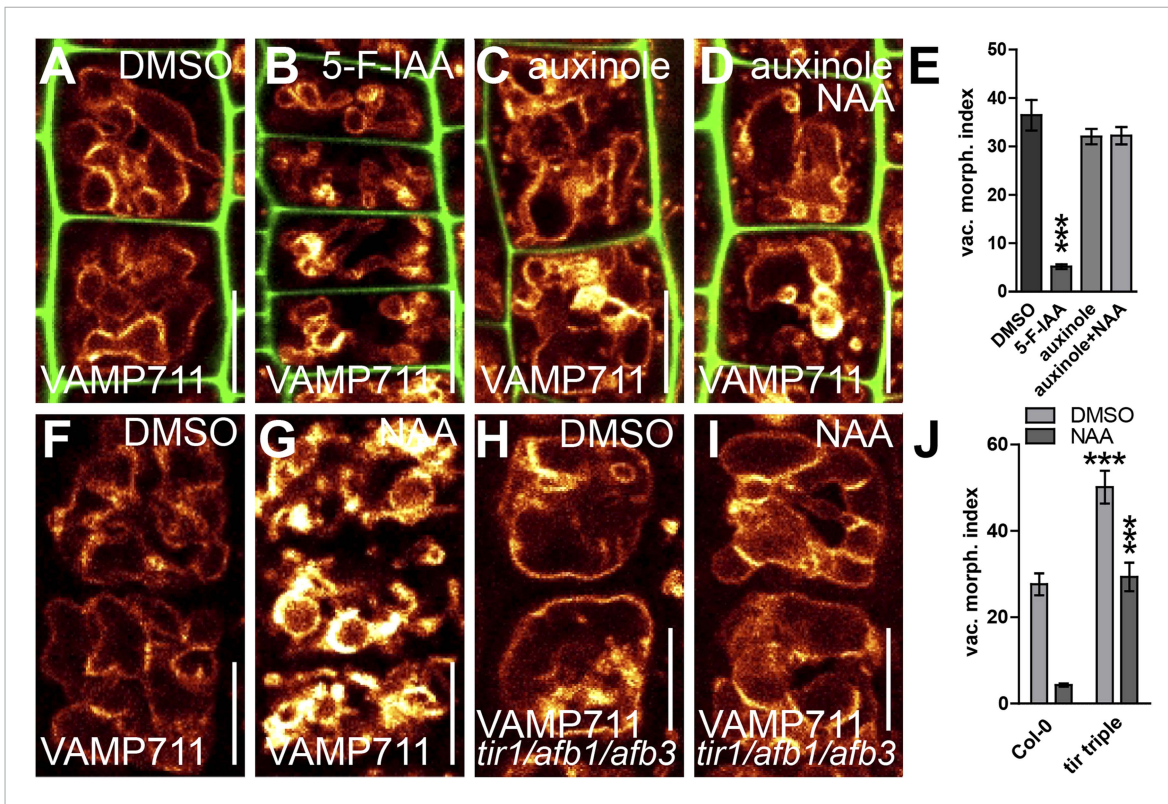 A DMSO
VAMP711
B 5-F-IAA
VAMP711
C auxinole
VAMP711
D auxinole
NAA
VAMP711
E
vac. morph. index
50
40
30
20
10
0
***
DMSO
5-F-IAA
auxinole
auxinole+NAA
F DMSO
VAMP711
G NAA
VAMP711
H DMSO
VAMP711
tir1/afb1/afb3
I NAA
VAMP711
tir1/afb1/afb3
J
DMSO
NAA
vac. morph. index
60
40
20
0
***
***
Col-0
tir triple